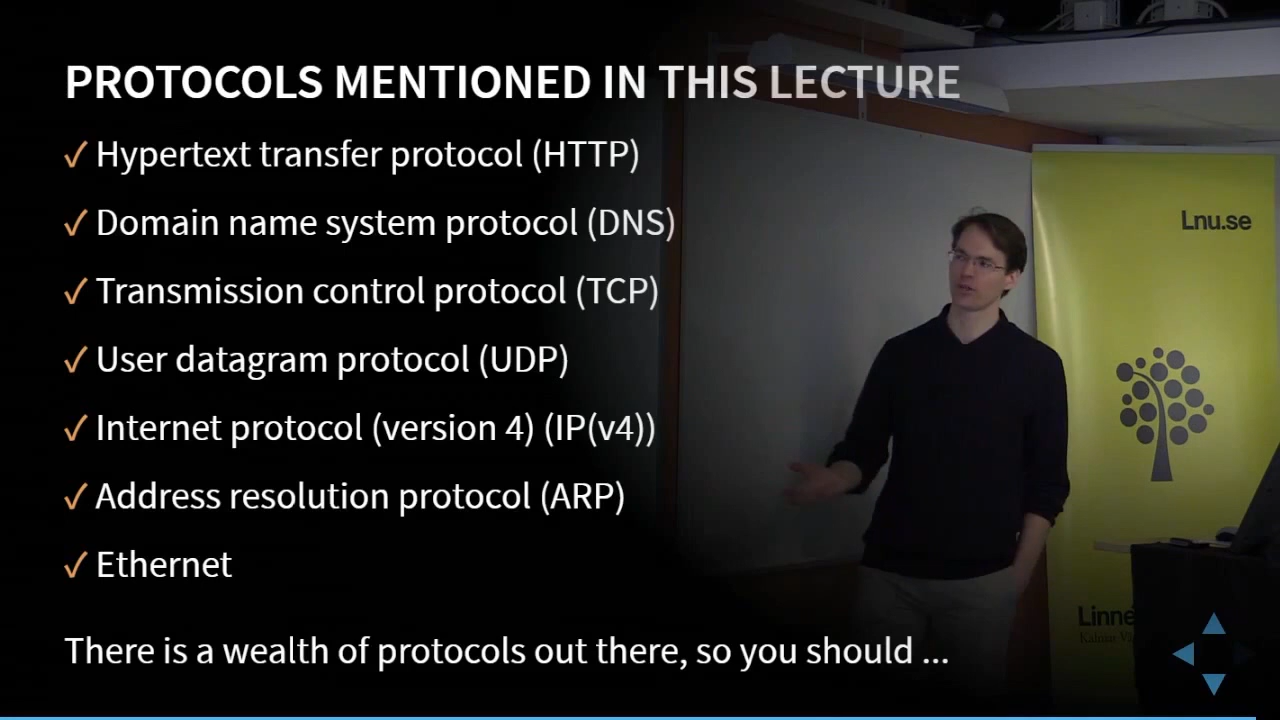 PROTOCOLS MENTIONED IN THIS LECTURE
✓ Hypertext transfer protocol (HTTP)
✓ Domain name system protocol (DNS)
✓ Transmission control protocol (TCP)
✓ User datagram protocol (UDP)
✓ Internet protocol (version 4) (IP(v4))
✓ Address resolution protocol (ARP)
✓ Ethernet
There is a wealth of protocols out there, so you should ...
Lnu.se
Linné
Kalmar